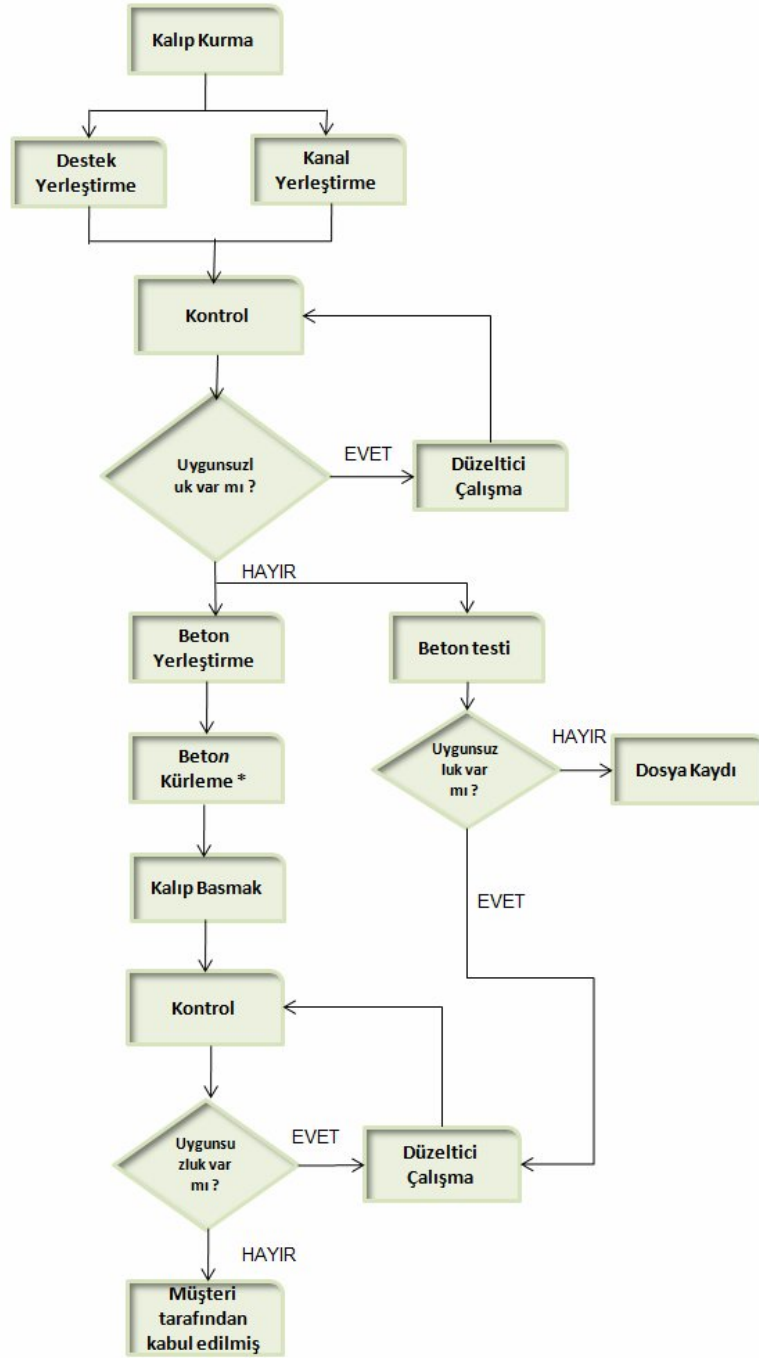 Kalıp Kurma
Destek
Yerleştirme
Kanal
Yerleştirme
Kontrol
Uygunsuzl
uk var mı ?
EVET
Düzeltici
Çalışma
HAYIR
Beton
Yerleştirme
Beton testi
Beton
Kürleme *
Uygunsuz
luk var
mı ?
HAYIR
Dosya Kaydı
Kalıp Basmak
EVET
Kontrol
Uygunsu
zluk var
mı ?
EVET
Düzeltici
Çalışma
HAYIR
Müşteri
tarafından
kabul edilmiş